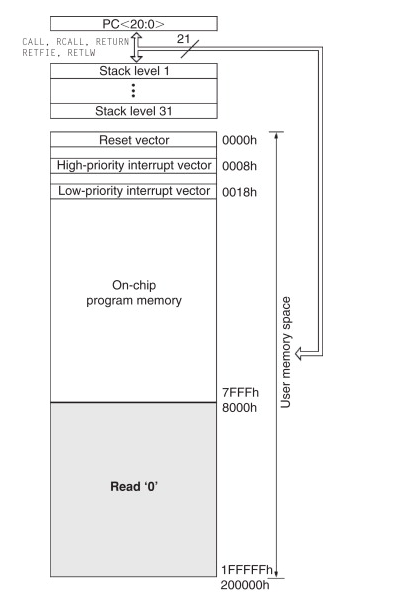 PC<20:0>
CALL, RCALL, RETURN
RETFIE, RETLW
21
Stack level 1
Stack level 31
Reset vector
0000h
High-priority interrupt vector
0008h
Low-priority interrupt vector
0018h
On-chip
program memory
User memory space
7FFFh
8000h
Read ‘0’
1FFFFFh
200000h